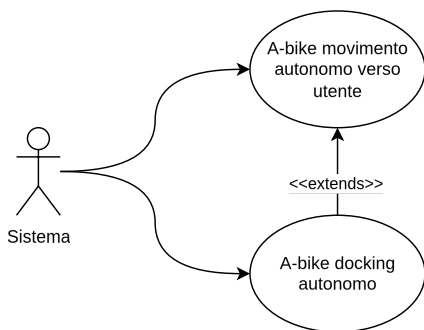 A-bike movimento
autonomo verso
utente
<<extends>>
Sistema
A-bike docking
autonomo